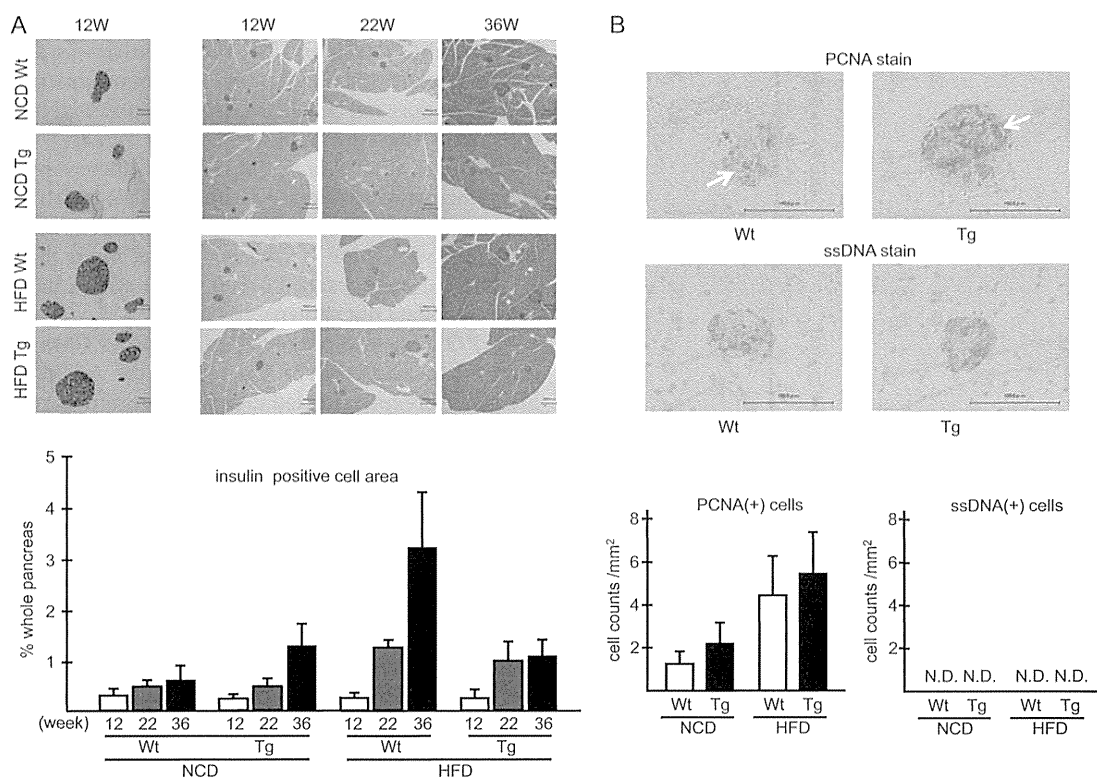 A
B
12W
12W
22W
36W
NCD Wt
NCD Tg
HFD Wt
HFD Tg
PCNA stain
Wt
Tg
ssDNA stain
Wt
Tg
insulin positive cell area
% whole pancreas
5
4
3
2
1
(week)
12 22 36 12 22 36 12 22 36 12 22 36
Wt Tg Wt Tg
NCD HFD
PCNA(+) cells
cell counts /mm2
8
6
4
2
Wt Tg Wt Tg
NCD HFD
ssDNA(+) cells
cell counts /mm2
8
6
4
2
N.D. N.D. N.D. N.D.
Wt Tg Wt Tg
NCD HFD